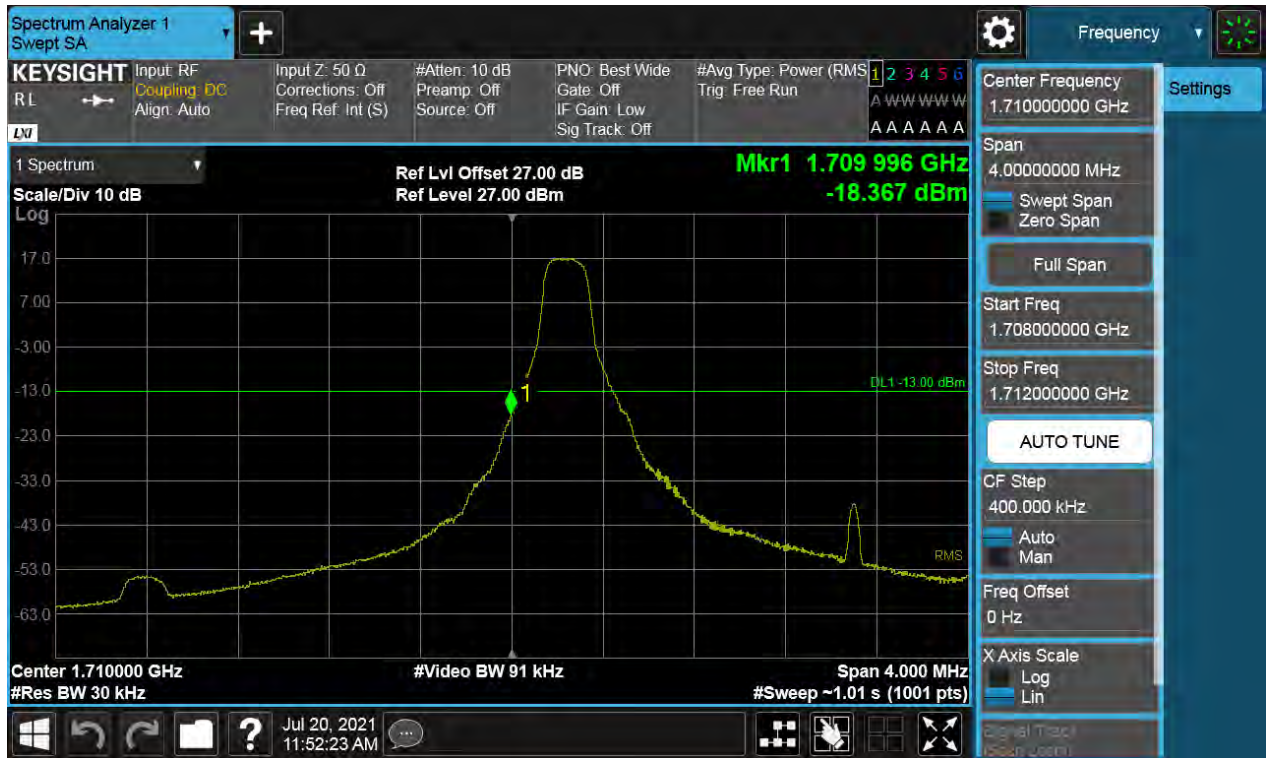 Spectrum Analyzer 1
Swept SA
+
Frequency
KEYSIGHT
R L
LXI
Input: RF
Coupling: DC
Align: Auto
Input Z: 50 Ω
Corrections: Off
Freq Ref: Int (S)
#Atten: 10 dB
Preamp: Off
Source: Off
PNO: Best Wide
Gate: Off
IF Gain: Low
Sig Track: Off
#Avg Type: Power (RMS
Trig: Free Run
1 2 3 4 5 6
A W W W W W
A A A A A A
1 Spectrum
Scale/Div 10 dB
Log
Ref Lvl Offset 27.00 dB
Ref Level 27.00 dBm
Mkr1 1.709 996 GHz
-18.367 dBm
17.0
7.00
-3.00
-13.0
-23.0
-33.0
-43.0
-53.0
-63.0
1
DL1 -13.00 dBm
RMS
Center 1.710000 GHz
#Res BW 30 kHz
#Video BW 91 kHz
Span 4.000 MHz
#Sweep ~1.01 s (1001 pts)
Center Frequency
1.710000000 GHz
Span
4.00000000 MHz
Swept Span
Zero Span
Full Span
Start Freq
1.708000000 GHz
Stop Freq
1.712000000 GHz
AUTO TUNE
CF Step
400.000 kHz
Auto
Man
Freq Offset
0 Hz
X Axis Scale
Log
Lin
Signal Track
(Span Zoom)
Settings
?
Jul 20, 2021
11:52:23 AM